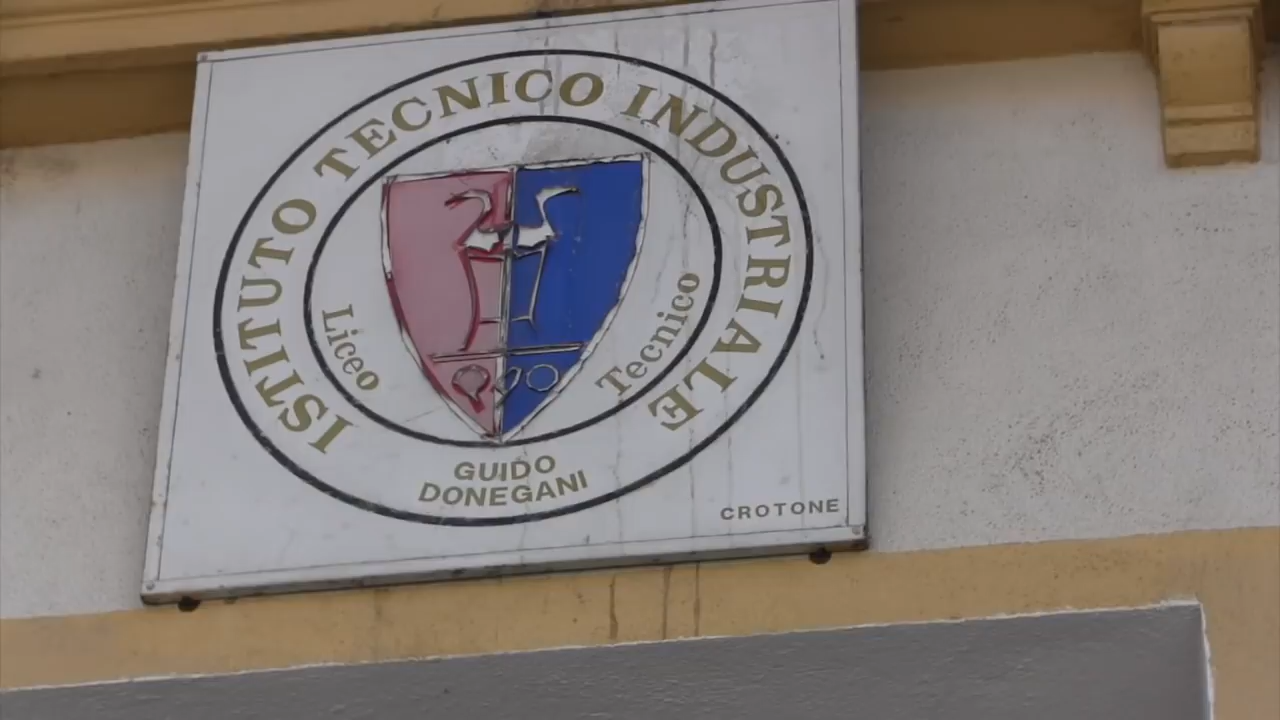 ISTITUTO TECNICO INDUSTRIALE
Liceo
Tecnico
GUIDO
DONEGANI
CROTONE